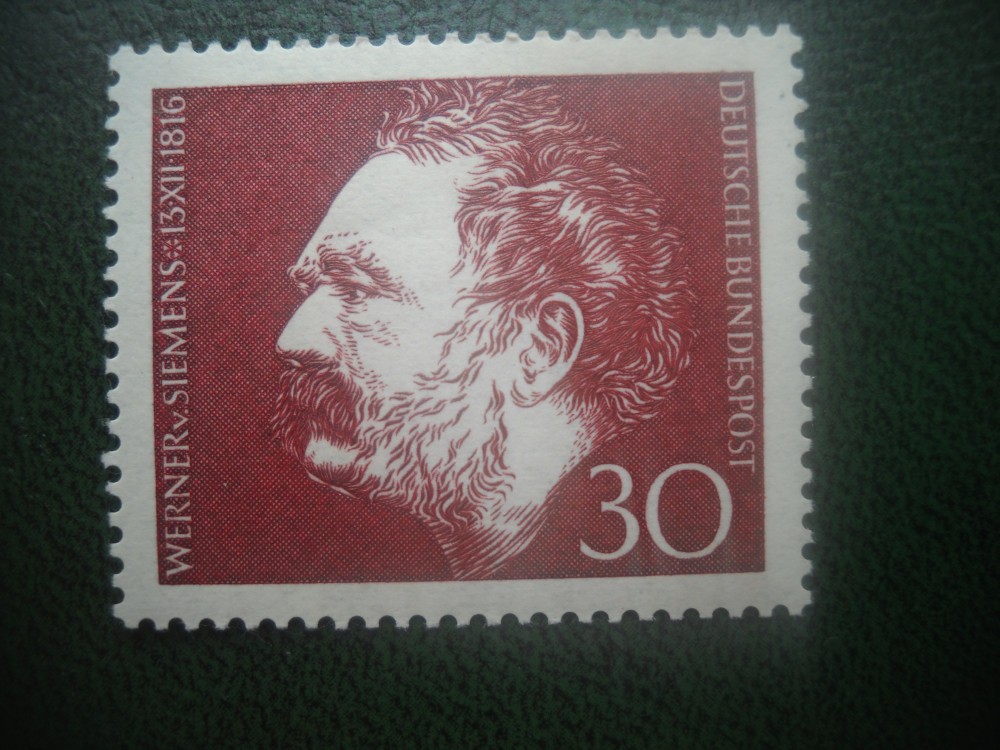 WERNER v. SIEMENS * 13·XII·1816
DEUTSCHE BUNDESPOST
30